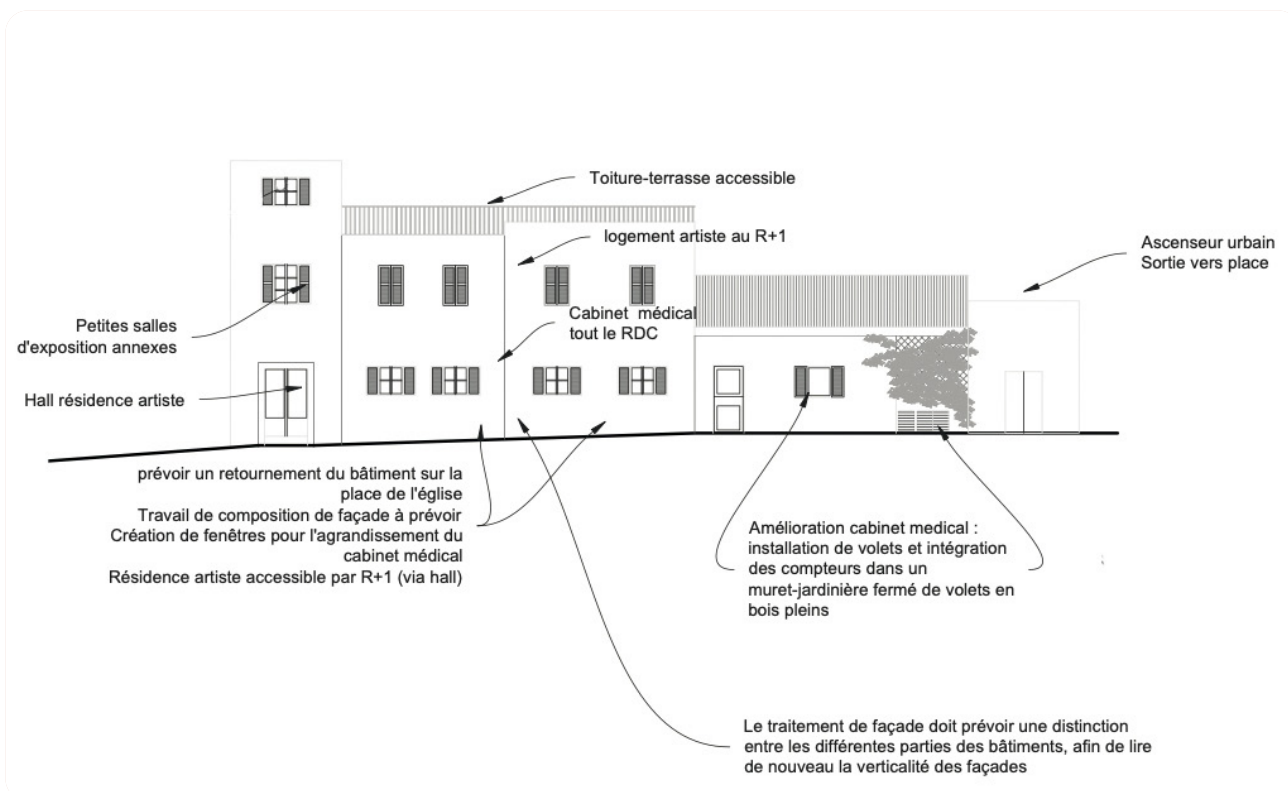 Toiture-terrasse accessible
logement artiste au R+1
Ascenseur urbain
Sortie vers place
Cabinet médical
tout le RDC
Petites salles
d'exposition annexes
Hall résidence artiste
prévoir un retournement du bâtiment sur la
place de l'église
Travail de composition de façade à prévoir
Création de fenêtres pour l'agrandissement du
cabinet médical
Résidence artiste accessible par R+1 (via hall)
Amélioration cabinet medical :
installation de volets et intégration
des compteurs dans un
muret-jardinière fermé de volets en
bois pleins
Le traitement de façade doit prévoir une distinction
entre les différentes parties des bâtiments, afin de lire
de nouveau la verticalité des façades